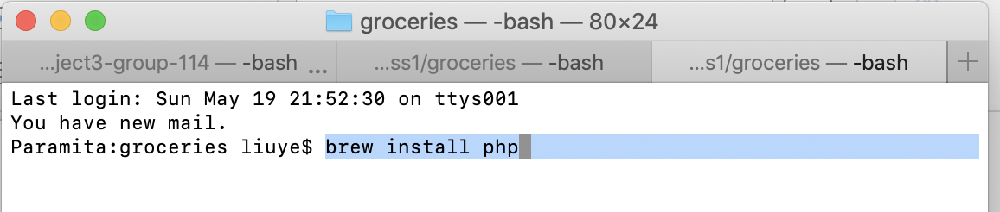 groceries — -bash — 80×24
...ject3-group-114 — -bash ...
...ss1/groceries — -bash
...s1/groceries — -bash
Last login: Sun May 19 21:52:30 on ttys001
You have new mail.
Paramita:groceries liuye$ brew install php